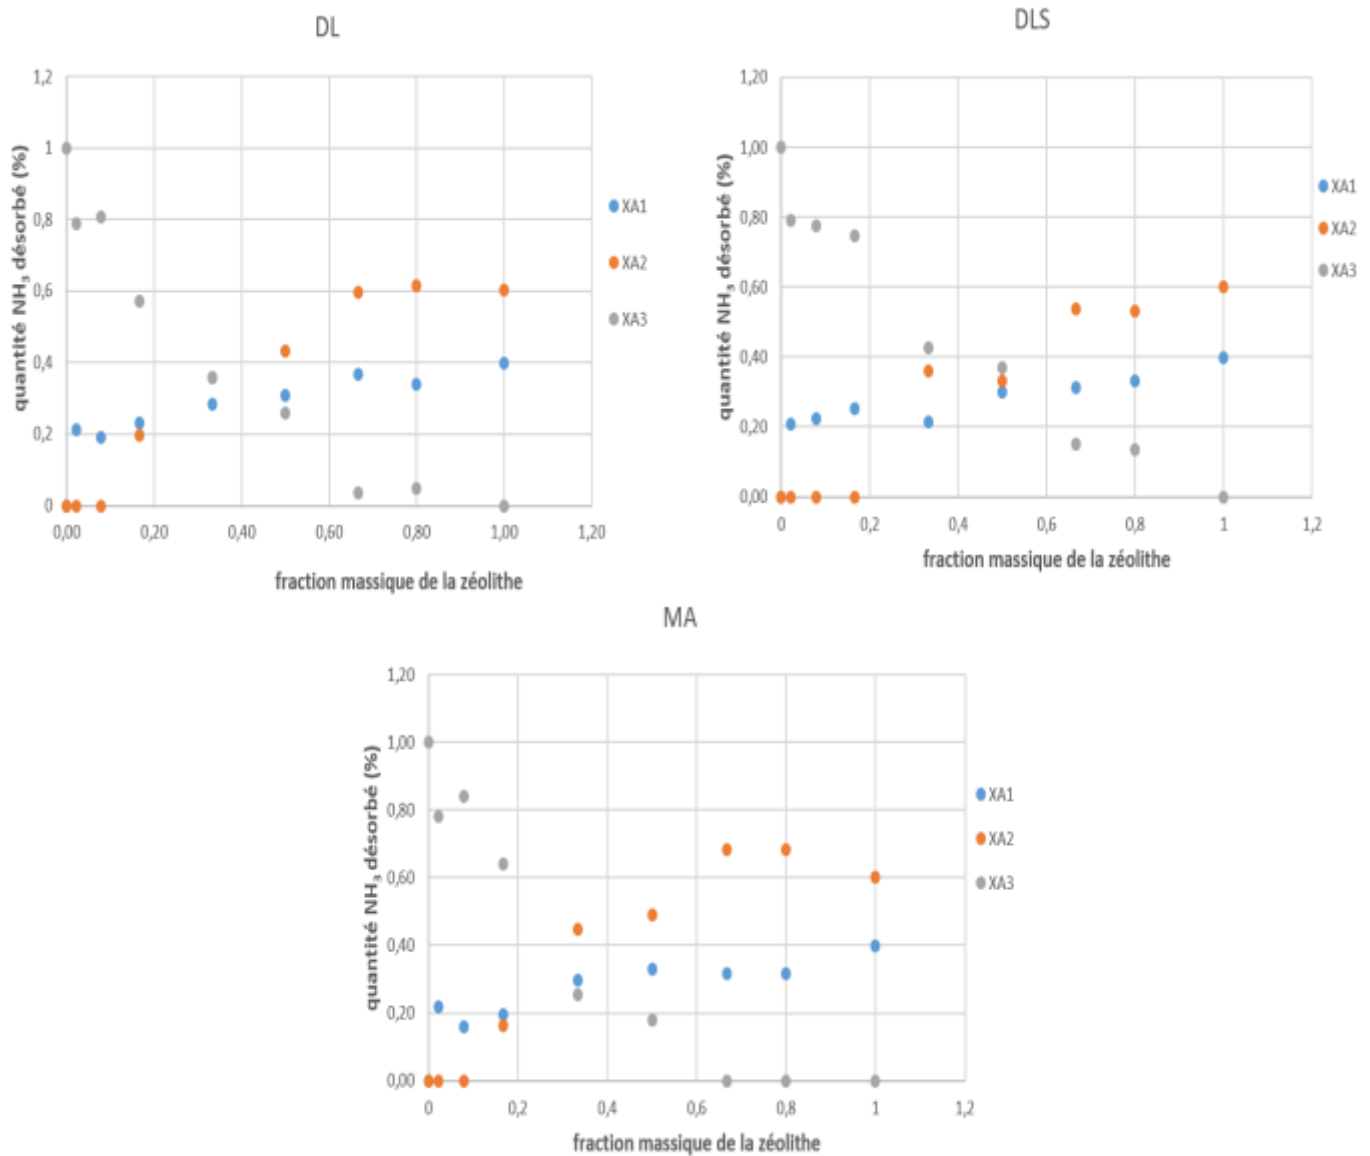 DL
quantité NH₃ désorbé (%)
1,2
1
0,8
0,6
0,4
0,2
0
0,00 0,20 0,40 0,60 0,80 1,00 1,20
fraction massique de la zéolithe
XA1
XA2
XA3
DLS
quantité NH₃ désorbé (%)
1,20
1,00
0,80
0,60
0,40
0,20
0,00
0 0,2 0,4 0,6 0,8 1 1,2
fraction massique de la zéolithe
XA1
XA2
XA3
MA
quantité NH₃ désorbé (%)
1,20
1,00
0,80
0,60
0,40
0,20
0,00
0 0,2 0,4 0,6 0,8 1 1,2
fraction massique de la zéolithe
XA1
XA2
XA3